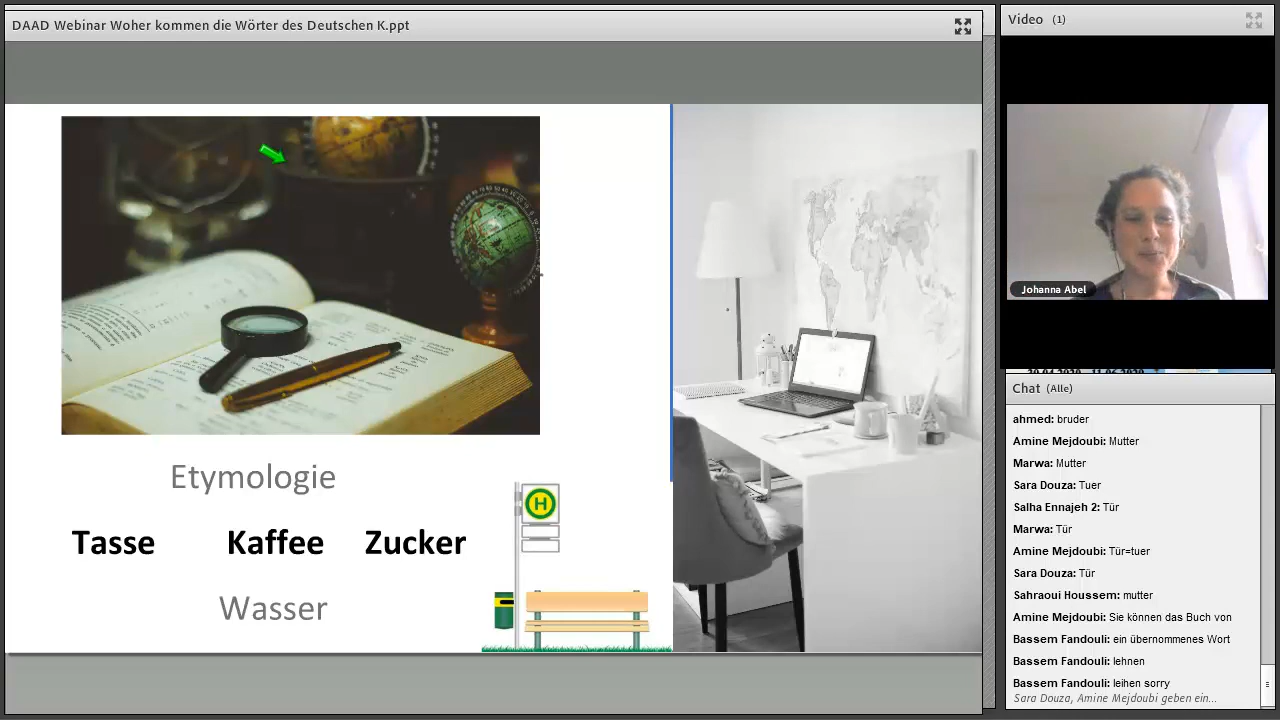 DAAD Webinar Woher kommen die Wörter des Deutschen K.ppt
Etymologie
Tasse Kaffee Zucker
Wasser
H
Video (1)
Johanna Abel
Chat (Alle)
ahmed: bruder
Amine Mejdoubi: Mutter
Marwa: Mutter
Sara Douza: Tuer
Salha Ennajeh 2: Tür
Marwa: Tür
Amine Mejdoubi: Tür=tuer
Sara Douza: Tür
Sahraoui Houssem: mutter
Amine Mejdoubi: Sie können das Buch von
Bassem Fandouli: ein übernommenes Wort
Bassem Fandouli: lehnen
Bassem Fandouli: leihen sorry
Sara Douza, Amine Mejdoubi geben ein...